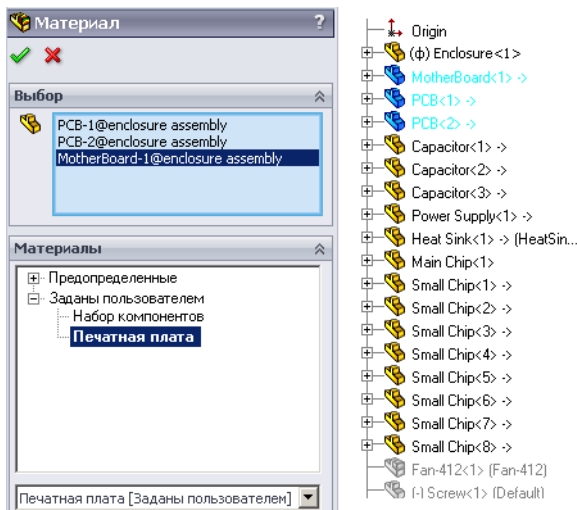 Материал ?
Выбор
PCB-1@enclosure assembly
PCB-2@enclosure assembly
MotherBoard-1@enclosure assembly
Материалы
Предопределенные
Заданы пользователем
Набор компонентов
Печатная плата
Печатная плата [Заданы пользователем]
Origin
(ф) Enclosure<1>
MotherBoard<1> ->
PCB<1> ->
PCB<2> ->
Capacitor<1> ->
Capacitor<2> ->
Capacitor<3> ->
Power Supply<1> ->
Heat Sink<1> -> (HeatSin...
Main Chip<1>
Small Chip<1> ->
Small Chip<2> ->
Small Chip<3> ->
Small Chip<4> ->
Small Chip<5> ->
Small Chip<6> ->
Small Chip<7> ->
Small Chip<8> ->
Fan-412<1> (Fan-412)
(-) Screw<1> (Default)